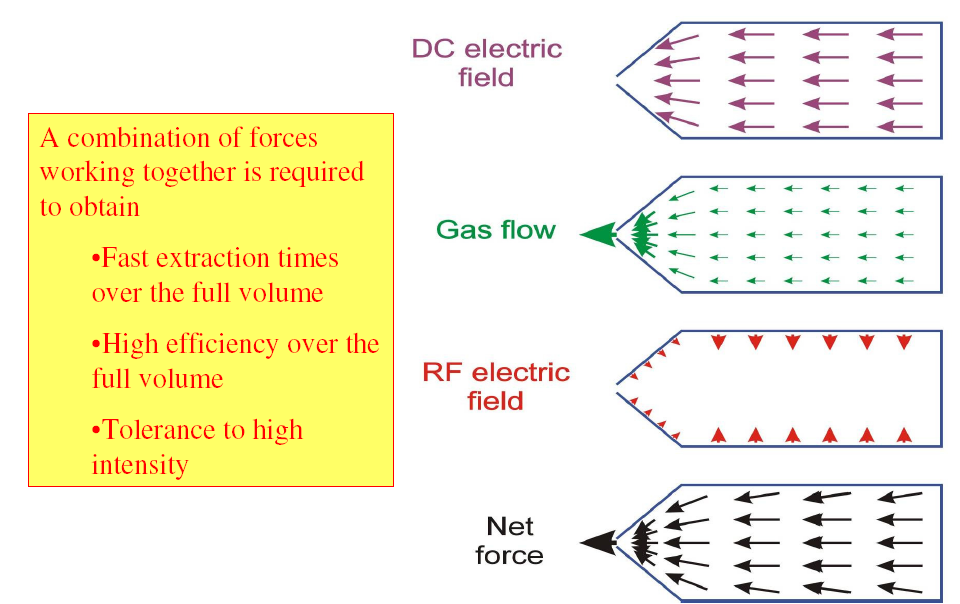 A combination of forces
working together is required
to obtain
•Fast extraction times
over the full volume
•High efficiency over the
full volume
•Tolerance to high
intensity
DC electric
field
Gas flow
RF electric
field
Net
force